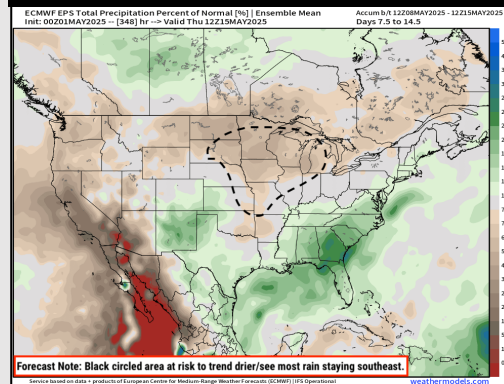 ECMWF EPS Total Precipitation Percent of Normal [%] | Ensemble Mean
Init: 00Z01MAY2025 -- [348] hr --> Valid Thu 12Z15MAY2025
Accum b/t 12Z08MAY2025 - 12Z15MAY2025
Days 7.5 to 14.5
Forecast Note: Black circled area at risk to trend drier/see most rain staying southeast.
Service based on data + products of European Centre for Medium-Range Weather Forecasts (ECMWF) | IFS Operational
weathermodels.com